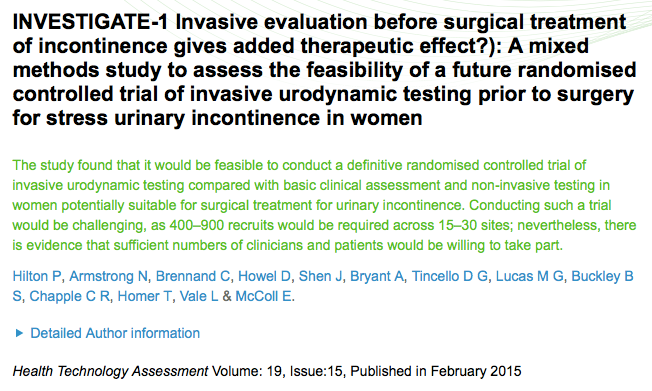 INVESTIGATE-1 Invasive evaluation before surgical treatment
of incontinence gives added therapeutic effect?): A mixed
methods study to assess the feasibility of a future randomised
controlled trial of invasive urodynamic testing prior to surgery
for stress urinary incontinence in women
The study found that it would be feasible to conduct a definitive randomised controlled trial of
invasive urodynamic testing compared with basic clinical assessment and non-invasive testing in
women potentially suitable for surgical treatment for urinary incontinence. Conducting such a trial
would be challenging, as 400–900 recruits would be required across 15–30 sites; nevertheless, there
is evidence that sufficient numbers of clinicians and patients would be willing to take part.
Hilton P, Armstrong N, Brennand C, Howel D, Shen J, Bryant A, Tincello D G, Lucas M G, Buckley B
S, Chapple C R, Homer T, Vale L & McColl E.
Detailed Author information
Health Technology Assessment Volume: 19, Issue:15, Published in February 2015